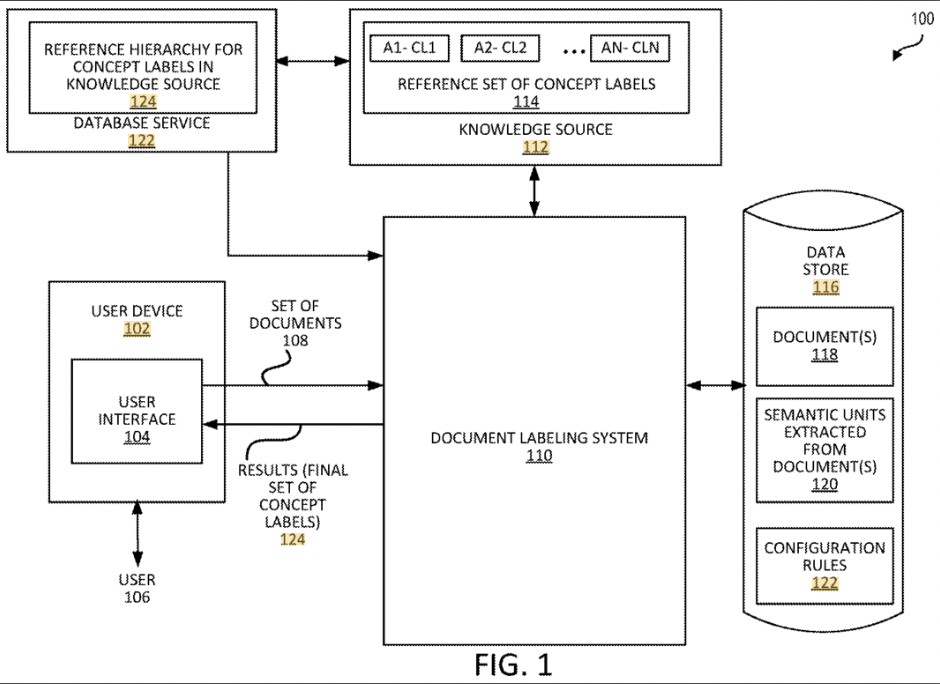 100
REFERENCE HIERARCHY FOR
CONCEPT LABELS IN
KNOWLEDGE SOURCE
124
DATABASE SERVICE
122
A1- CL1
A2- CL2
...
AN- CLN
REFERENCE SET OF CONCEPT LABELS
114
KNOWLEDGE SOURCE
112
USER DEVICE
102
USER
INTERFACE
104
USER
106
SET OF
DOCUMENTS
108
RESULTS (FINAL
SET OF
CONCEPT
LABELS)
124
DOCUMENT LABELING SYSTEM
110
DATA
STORE
116
DOCUMENT(S)
118
SEMANTIC UNITS
EXTRACTED
FROM
DOCUMENT(S)
120
CONFIGURATION
RULES
122
FIG. 1